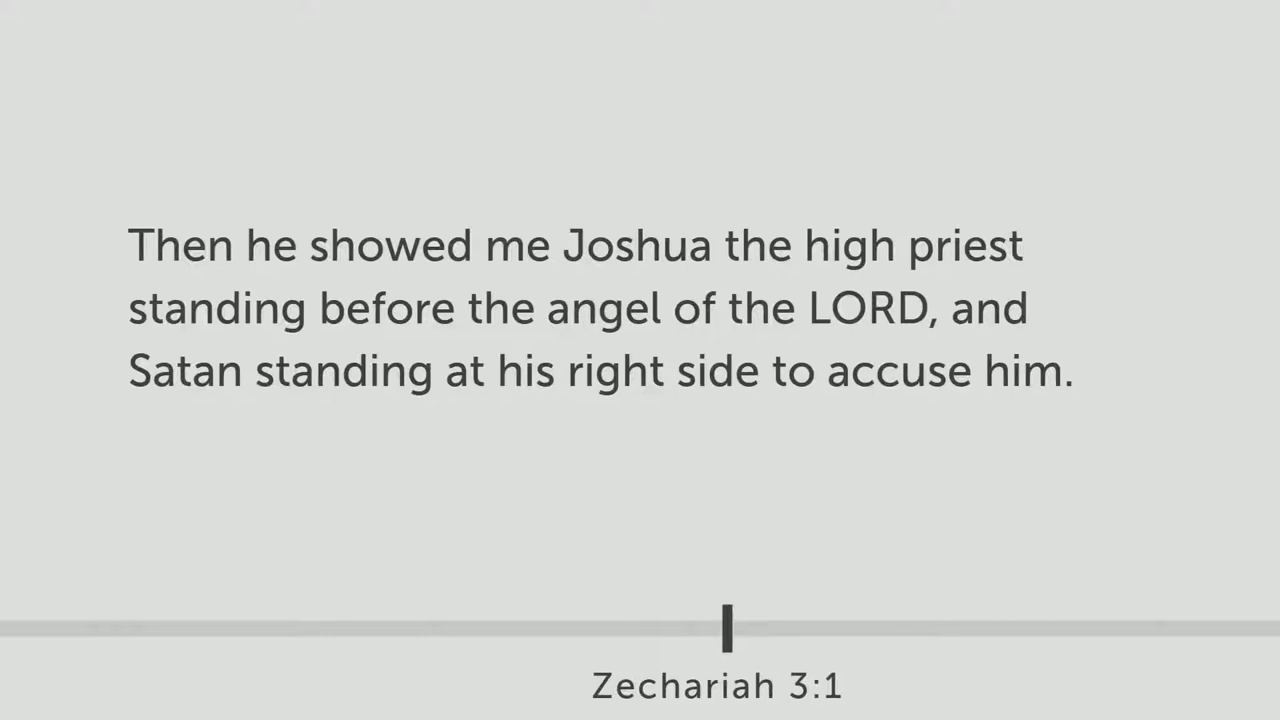 Then he showed me Joshua the high priest
standing before the angel of the LORD, and
Satan standing at his right side to accuse him.
Zechariah 3:1